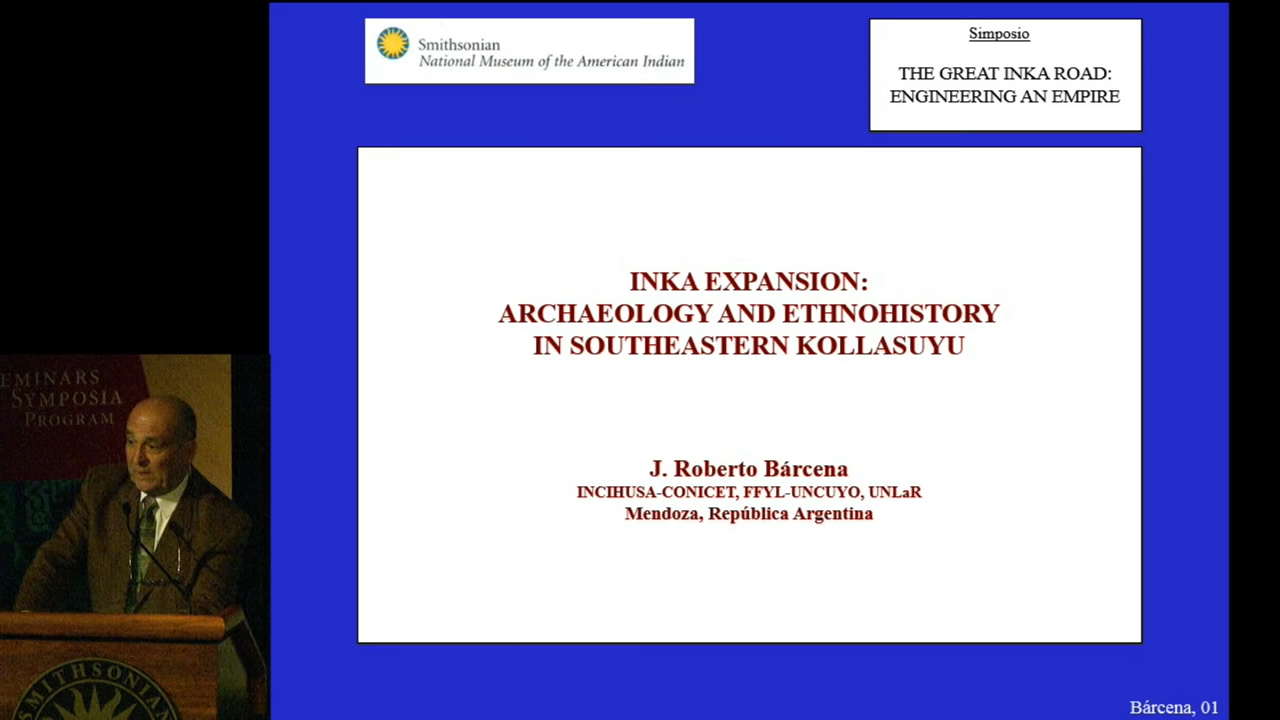 Smithsonian
National Museum of the American Indian
Simposio
THE GREAT INKA ROAD:
ENGINEERING AN EMPIRE
INKA EXPANSION:
ARCHAEOLOGY AND ETHNOHISTORY
IN SOUTHEASTERN KOLLASUYU
J. Roberto Bárcena
INCIHUSA-CONICET, FFYL-UNCUYO, UNLaR
Mendoza, República Argentina
Bárcena, 01
EMINARS
SYMPOSIA
PROGRAM
SMITHSONIAN